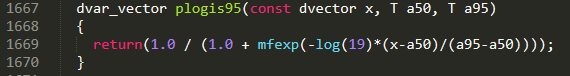 1667 dvar_vector plogis95(const dvector x, T a50, T a95)
1668 {
1669   return(1.0 / (1.0 + mfexp(-log(19)*(x-a50)/(a95-a50))));
1670 }